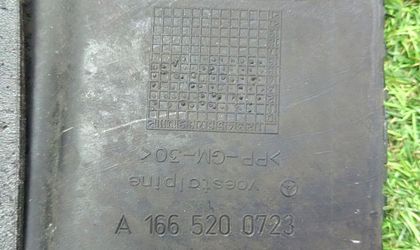 >PP-GM-30<
voestalpine
A 166 520 0723